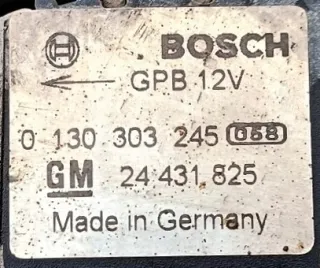 BOSCH
GPB 12V
0 130 303 245 068
GM 24 431 825
Made in Germany